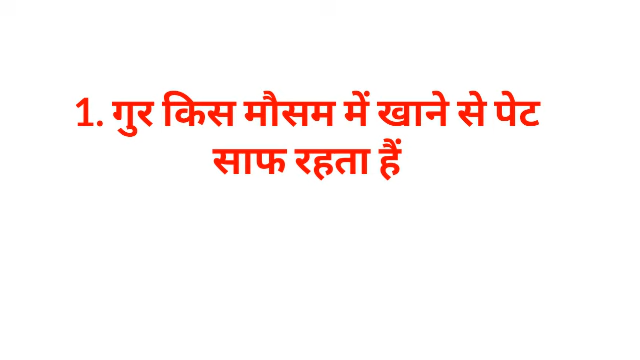 1. गुर किस मौसम में खाने से पेट
साफ रहता हैं